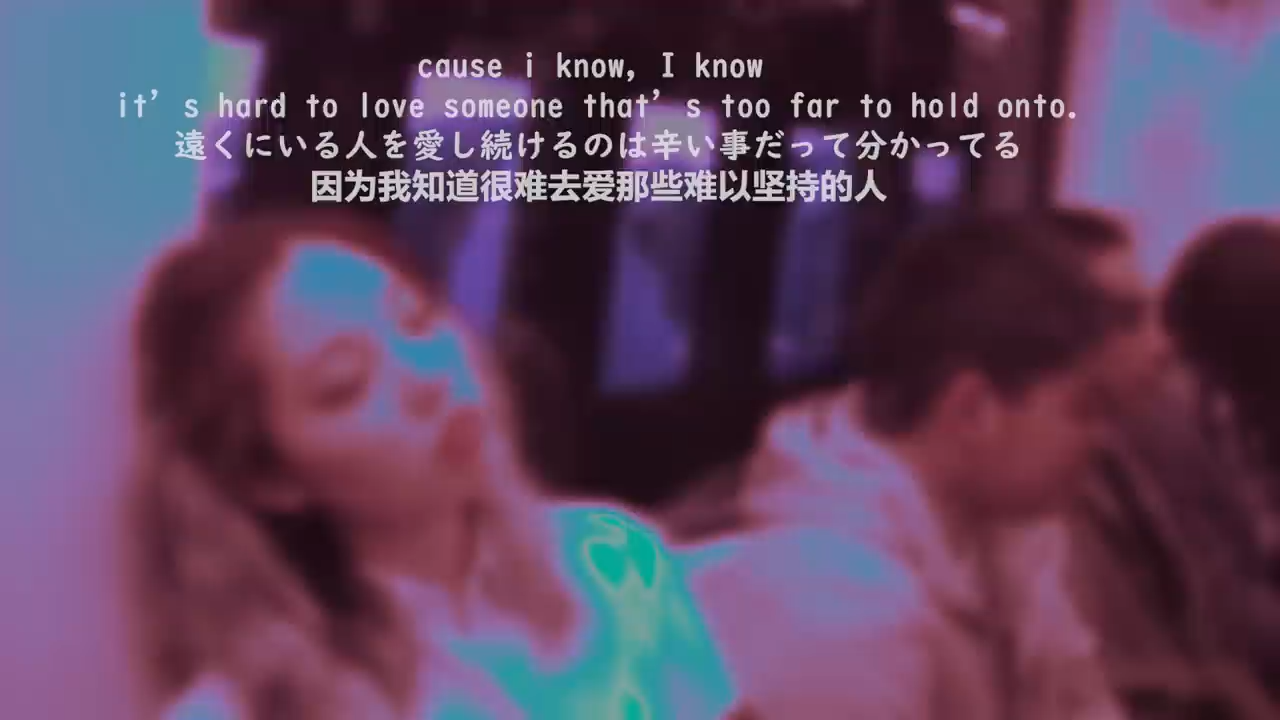 cause i know, I know
it’s hard to love someone that’s too far to hold onto.
遠くにいる人を愛し続けるのは辛い事だって分かってる
因为我知道很难去爱那些难以坚持的人